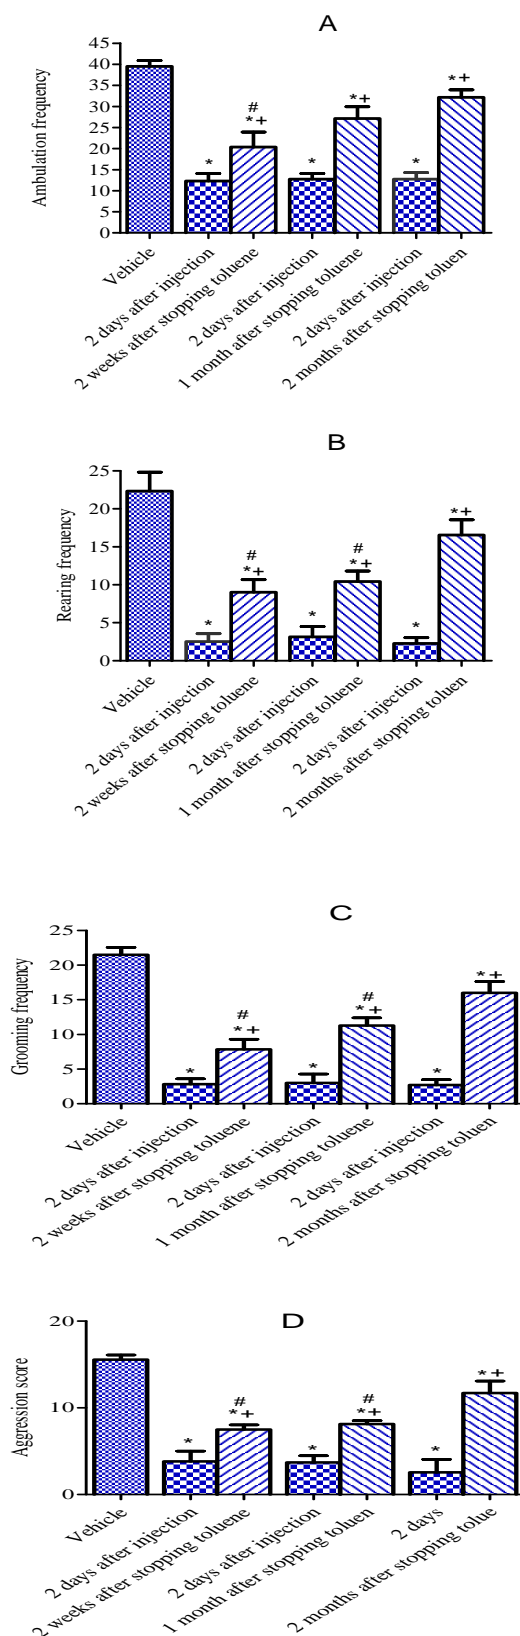 A
Ambulation frequency
45
40
35
30
25
20
15
10
5
0
*
#
*+
*
*+
*
*+
Vehicle
2 days after injection
2 weeks after stopping toluene
2 days after injection
1 month after stopping toluene
2 days after injection
2 months after stopping toluen
B
Rearing frequency
25
20
15
10
5
0
*
#
*+
*
#
*+
*
*+
Vehicle
2 days after injection
2 weeks after stopping toluene
2 days after injection
1 month after stopping toluene
2 days after injection
2 months after stopping toluen
C
Grooming frequency
25
20
15
10
5
0
*
#
*+
*
#
*+
*
*+
Vehicle
2 days after injection
2 weeks after stopping toluene
2 days after injection
1 month after stopping toluene
2 days after injection
2 months after stopping toluen
D
Aggression score
20
10
0
*
#
*+
*
#
*+
*
*+
Vehicle
2 days after injection
2 weeks after stopping toluene
2 days after injection
1 month after stopping toluen
2 days
2 months after stopping tolue